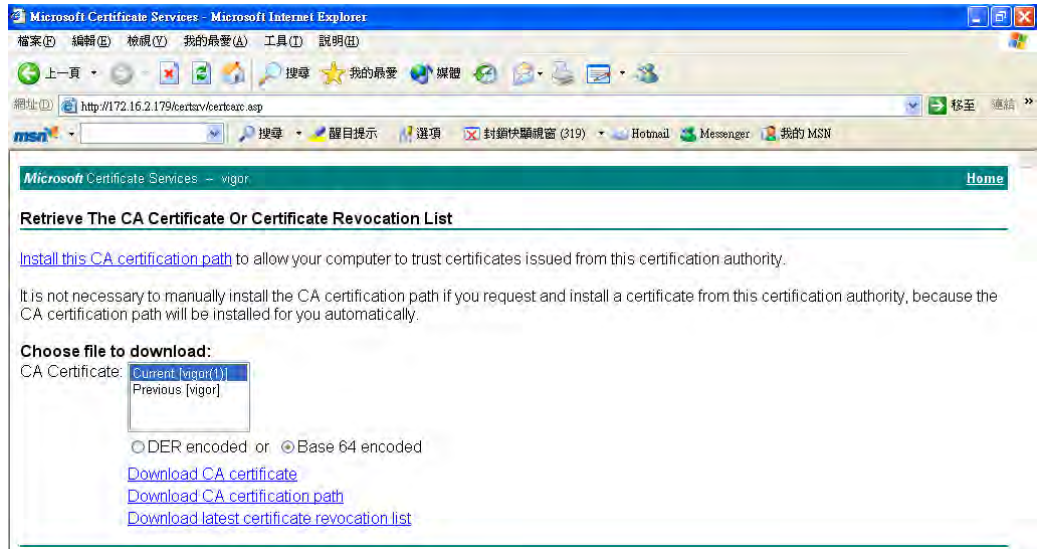 Microsoft Certificate Services - Microsoft Internet Explorer
檔案(F) 編輯(E) 檢視(V) 我的最愛(A) 工具(T) 說明(H)
上一頁 搜尋 我的最愛 媒體
網址(D) http://172.16.2.179/certsrv/certcarc.asp 移至 連結 »
msn 搜尋 醒目提示 選項 封鎖快顯視窗 (319) Hotmail Messenger 我的 MSN
Microsoft Certificate Services -- vigor Home
Retrieve The CA Certificate Or Certificate Revocation List
Install this CA certification path to allow your computer to trust certificates issued from this certification authority.
It is not necessary to manually install the CA certification path if you request and install a certificate from this certification authority, because the
CA certification path will be installed for you automatically.
Choose file to download:
CA Certificate: Current [vigor(1)]
Previous [vigor]
DER encoded or Base 64 encoded
Download CA certificate
Download CA certification path
Download latest certificate revocation list